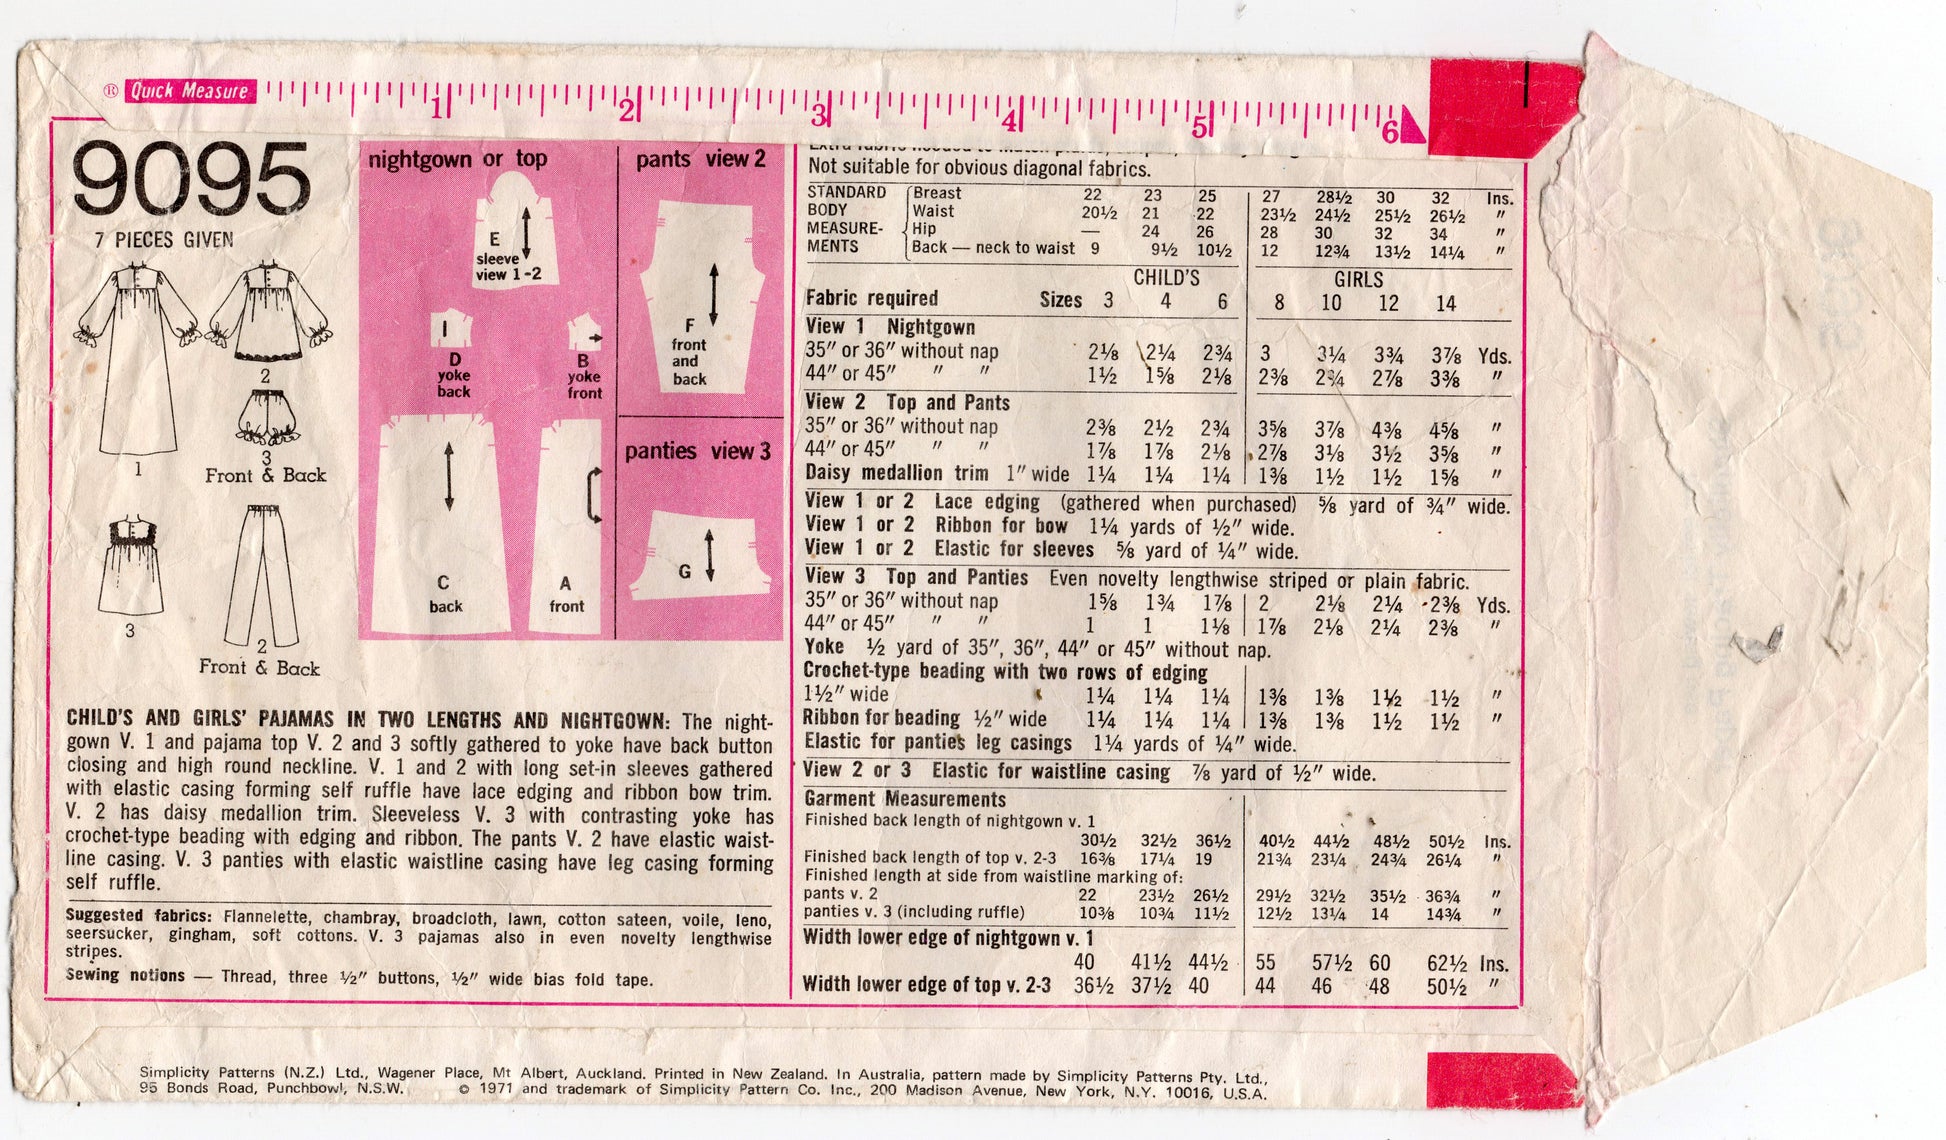 ® Quick Measure 1 2 3 4 5 6
9095
7 PIECES GIVEN
1
2
3
Front & Back
3
2
Front & Back
nightgown or top
E
sleeve
view 1-2
D
yoke
back
B
yoke
front
C
back
A
front
pants view 2
F
front
and
back
panties view 3
G
CHILD'S AND GIRLS' PAJAMAS IN TWO LENGTHS AND NIGHTGOWN: The night-
gown V. 1 and pajama top V. 2 and 3 softly gathered to yoke have back button
closing and high round neckline. V. 1 and 2 with long set-in sleeves gathered
with elastic casing forming self ruffle have lace edging and ribbon bow trim.
V. 2 has daisy medallion trim. Sleeveless V. 3 with contrasting yoke has
crochet-type beading with edging and ribbon. The pants V. 2 have elastic waist-
line casing. V. 3 panties with elastic waistline casing have leg casing forming
self ruffle.
Suggested fabrics: Flannelette, chambray, broadcloth, lawn, cotton sateen, voile, leno,
seersucker, gingham, soft cottons. V. 3 pajamas also in even novelty lengthwise
stripes.
Sewing notions — Thread, three ½" buttons, ½" wide bias fold tape.
Not suitable for obvious diagonal fabrics.
STANDARD Breast 22 23 25 27 28½ 30 32 Ins.
BODY Waist 20½ 21 22 23½ 24½ 25½ 26½ "
MEASURE- Hip — 24 26 28 30 32 34 "
MENTS Back — neck to waist 9 9½ 10½ 12 12¾ 13½ 14¼ "
CHILD'S GIRLS
Fabric required Sizes 3 4 6 8 10 12 14
View 1 Nightgown
35" or 36" without nap 2⅛ 2¼ 2¾ 3 3¼ 3¾ 3⅞ Yds.
44" or 45" " " 1½ 1⅝ 2⅛ 2⅜ 2¾ 2⅞ 3⅜ "
View 2 Top and Pants
35" or 36" without nap 2⅜ 2½ 2¾ 3⅝ 3⅞ 4⅜ 4⅝ "
44" or 45" " " 1⅞ 1⅞ 2⅛ 2⅞ 3⅛ 3½ 3⅝ "
Daisy medallion trim 1" wide 1¼ 1¼ 1¼ 1⅜ 1½ 1½ 1⅝ "
View 1 or 2 Lace edging (gathered when purchased) ⅝ yard of ¾" wide.
View 1 or 2 Ribbon for bow 1¼ yards of ½" wide.
View 1 or 2 Elastic for sleeves ⅝ yard of ¼" wide.
View 3 Top and Panties Even novelty lengthwise striped or plain fabric.
35" or 36" without nap 1⅝ 1¾ 1⅞ 2 2⅛ 2¼ 2⅜ Yds.
44" or 45" " " 1 1 1⅛ 1⅞ 2⅛ 2¼ 2⅜ "
Yoke ½ yard of 35", 36", 44" or 45" without nap.
Crochet-type beading with two rows of edging
1½" wide 1¼ 1¼ 1¼ 1⅜ 1⅜ 1½ 1½ "
Ribbon for beading ½" wide 1¼ 1¼ 1¼ 1⅜ 1⅜ 1½ 1½ "
Elastic for panties leg casings 1¼ yards of ¼" wide.
View 2 or 3 Elastic for waistline casing ⅞ yard of ½" wide.
Garment Measurements
Finished back length of nightgown v. 1
30½ 32½ 36½ 40½ 44½ 48½ 50½ Ins.
Finished back length of top v. 2-3 16⅜ 17¼ 19 21¾ 23¼ 24¾ 26¼ "
Finished length at side from waistline marking of:
pants v. 2 22 23½ 26½ 29½ 32½ 35½ 36¾ "
panties v. 3 (including ruffle) 10⅜ 10¾ 11½ 12½ 13¼ 14 14¾ "
Width lower edge of nightgown v. 1
40 41½ 44½ 55 57½ 60 62½ Ins.
Width lower edge of top v. 2-3 36½ 37½ 40 44 46 48 50½ "
Simplicity Patterns (N.Z.) Ltd., Wagener Place, Mt Albert, Auckland. Printed in New Zealand. In Australia, pattern made by Simplicity Patterns Pty. Ltd.,
95 Bonds Road, Punchbowl, N.S.W. © 1971 and trademark of Simplicity Pattern Co. Inc., 200 Madison Avenue, New York, N.Y. 10016, U.S.A.